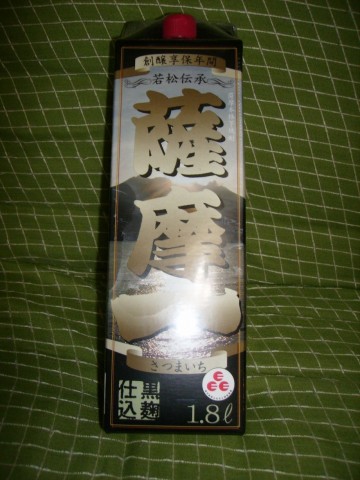 創醸享保年間
若松伝承
薩摩一
さつまいち
黒麹
仕込
1.8ℓ